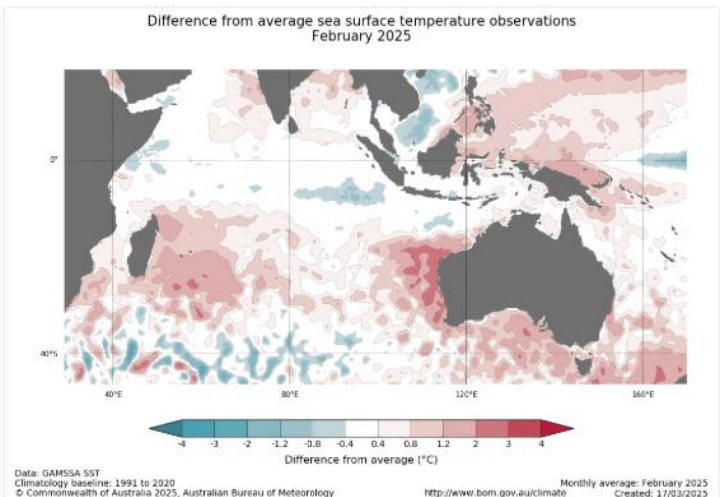 Difference from average sea surface temperature observations
February 2025
0°
40°S
40°E
80°E
120°E
160°E
-4 -3 -2 -1.2 -0.8 -0.4 0.4 0.8 1.2 2 3 4
Difference from average (°C)
Data: GAMSSA SST
Climatology baseline: 1991 to 2020
Monthly average: February 2025
© Commonwealth of Australia 2025, Australian Bureau of Meteorology
http://www.bom.gov.au/climate
Created: 17/03/2025